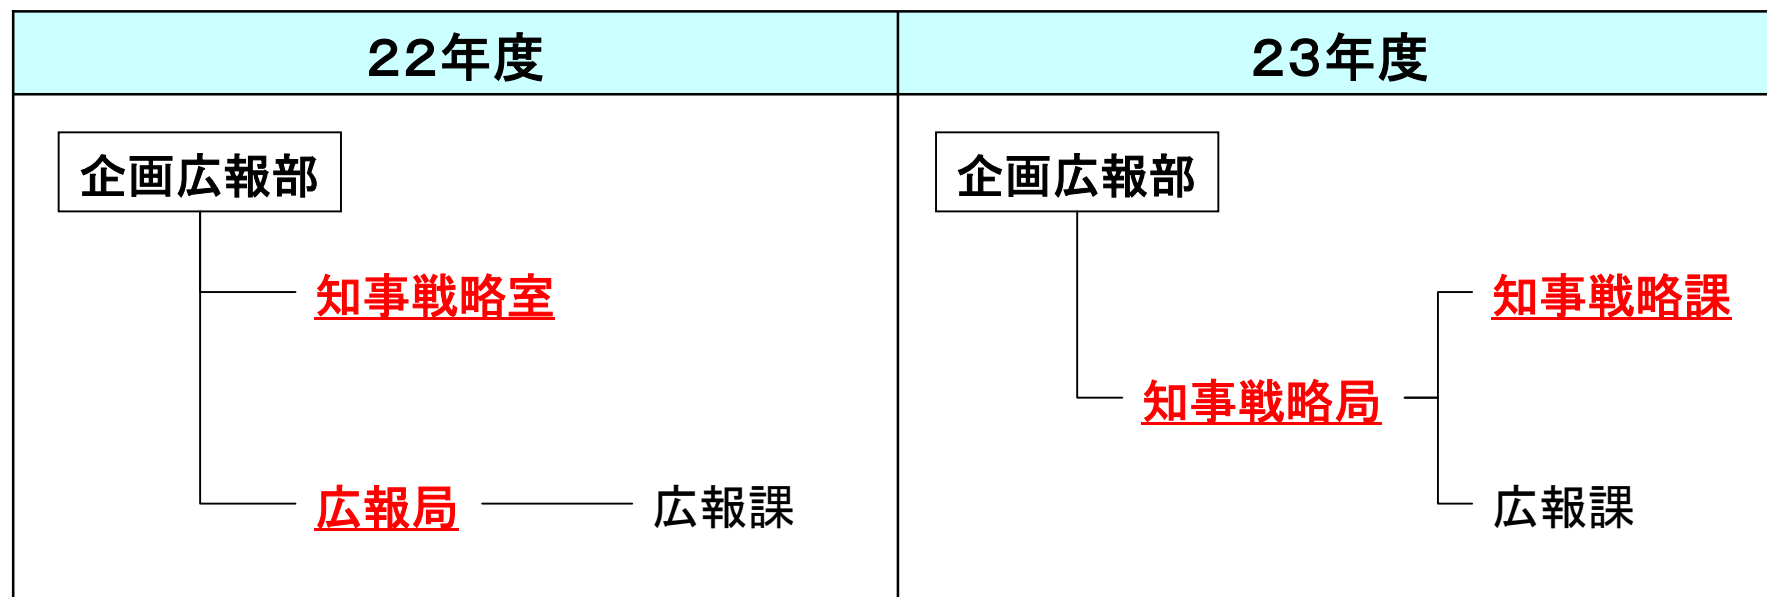 ２２年度
２３年度
企画広報部
知事戦略室
広報局
広報課
企画広報部
知事戦略課
知事戦略局
広報課